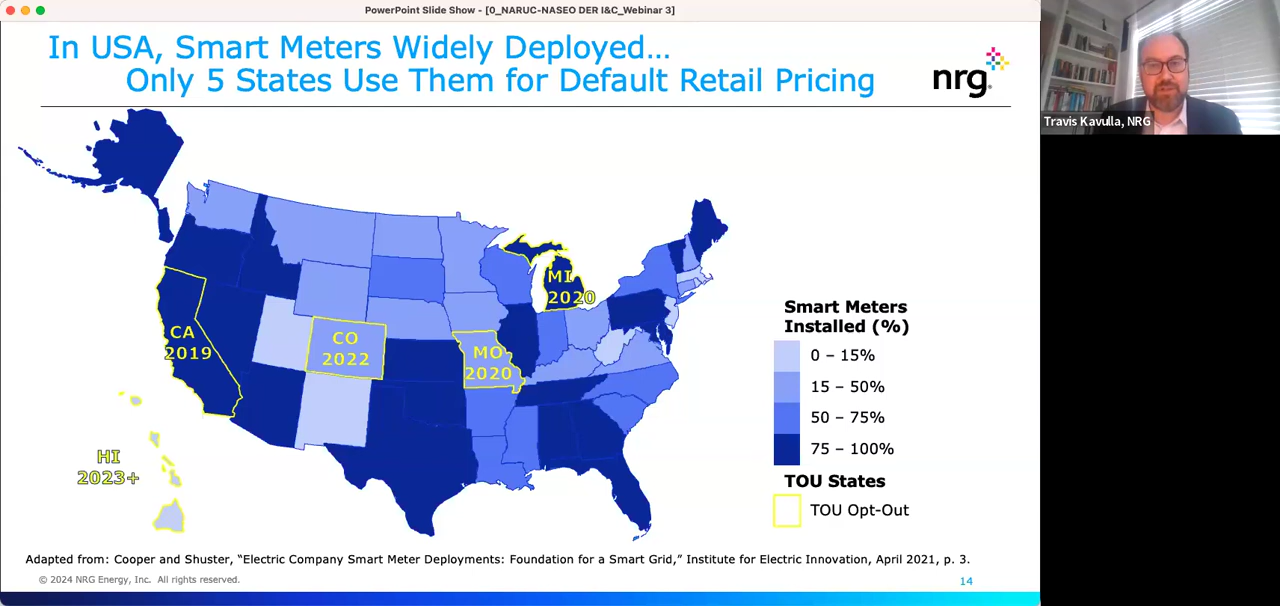 PowerPoint Slide Show - [0_NARUC-NASEO DER I&C_Webinar 3]
In USA, Smart Meters Widely Deployed…
Only 5 States Use Them for Default Retail Pricing
nrg
Travis Kavulla, NRG
MI
2020
CA
2019
CO
2022
MO
2020
HI
2023+
Smart Meters
Installed (%)
0 – 15%
15 – 50%
50 – 75%
75 – 100%
TOU States
TOU Opt-Out
Adapted from: Cooper and Shuster, “Electric Company Smart Meter Deployments: Foundation for a Smart Grid,” Institute for Electric Innovation, April 2021, p. 3.
© 2024 NRG Energy, Inc. All rights reserved.
14